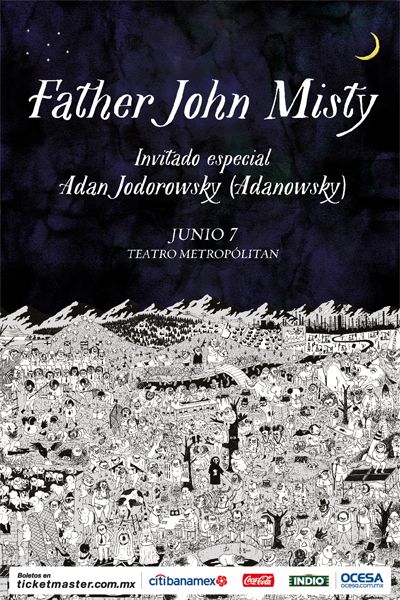 Father John Misty
Invitado especial
Adan Jodorowsky (Adanowsky)
JUNIO 7
TEATRO METROPÓLITAN
Boletos en
ticketmaster.com.mx
citibanamex
Coca-Cola
INDIO
OCESA
ocesa.com.mx